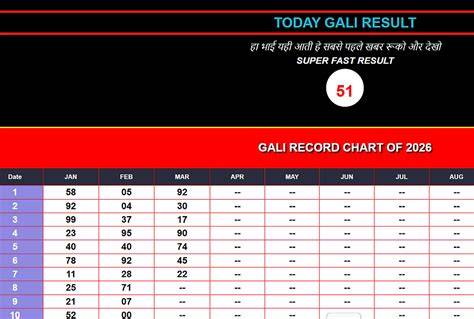 TODAY GALI RESULT
हा भाई यही आती हे सबसे पहले खबर रूको और देखो
SUPER FAST RESULT
51
GALI RECORD CHART OF 2026
Date JAN FEB MAR APR MAY JUN JUL AUG
1 58 05 92 -- -- -- -- --
2 92 04 30 -- -- -- -- --
3 99 37 17 -- -- -- -- --
4 23 95 90 -- -- -- -- --
5 40 40 74 -- -- -- -- --
6 78 92 45 -- -- -- -- --
7 11 28 22 -- -- -- -- --
8 25 21 -- -- -- -- -- --
9 21 07 -- -- -- -- -- --
10 52 00 -- -- -- -- --